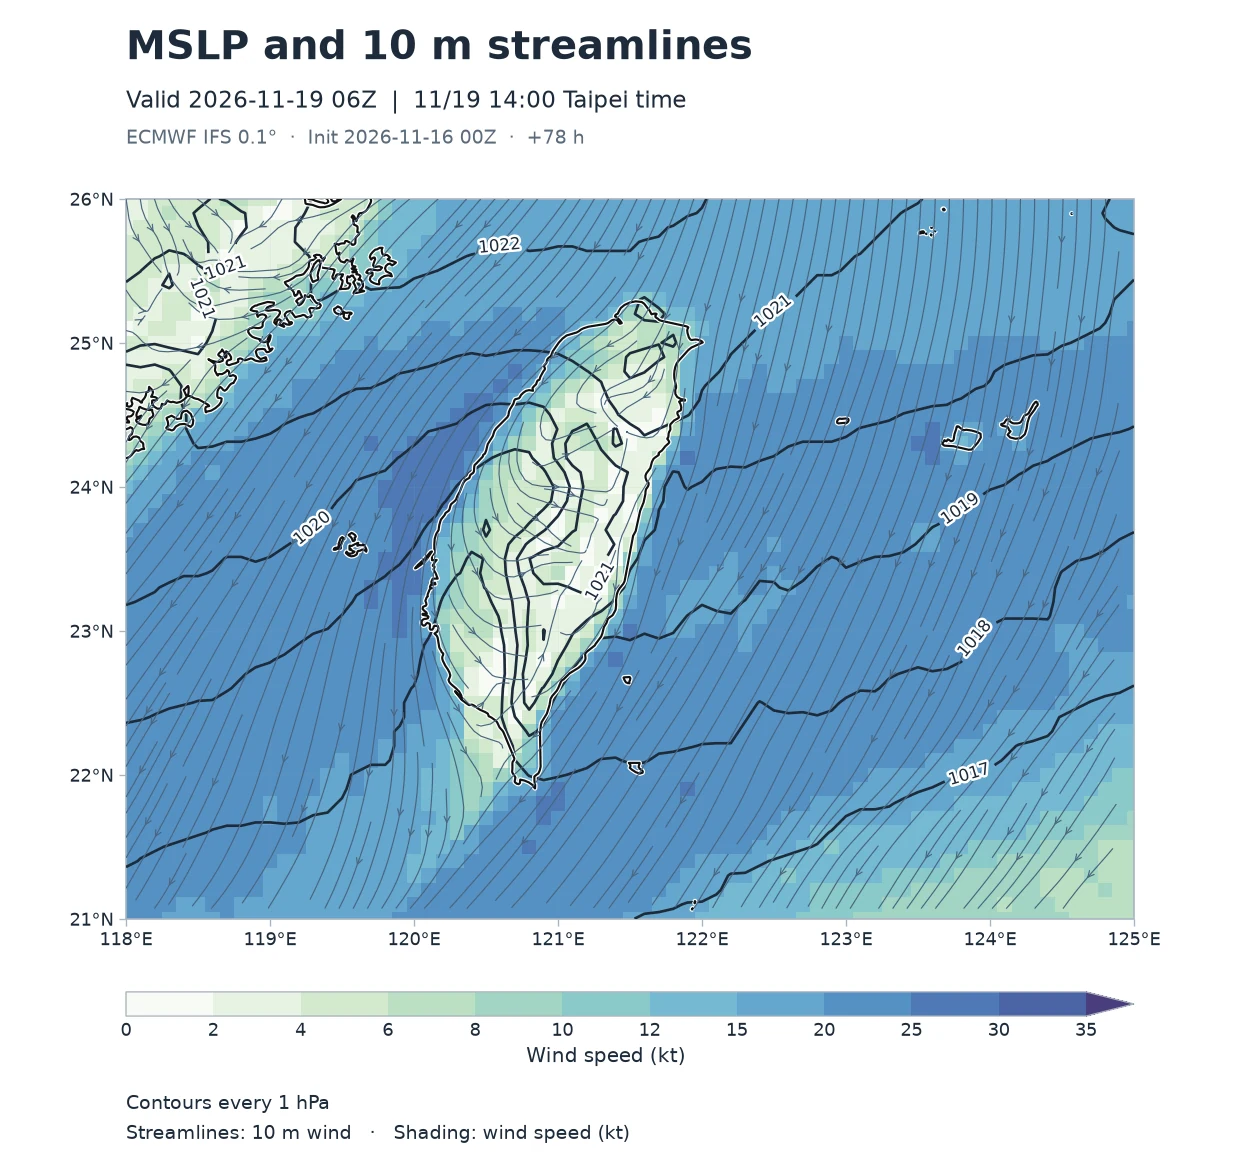 MSLP and 10 m streamlines
Valid 2026-11-19 06Z | 11/19 14:00 Taipei time
ECMWF IFS 0.1° · Init 2026-11-16 00Z · +78 h
26°N
25°N
24°N
23°N
22°N
21°N
1022
1021
1021
1021
1020
1019
1021
1018
1017
118°E 119°E 120°E 121°E 122°E 123°E 124°E 125°E
0 2 4 6 8 10 12 15 20 25 30 35
Wind speed (kt)
Contours every 1 hPa
Streamlines: 10 m wind · Shading: wind speed (kt)